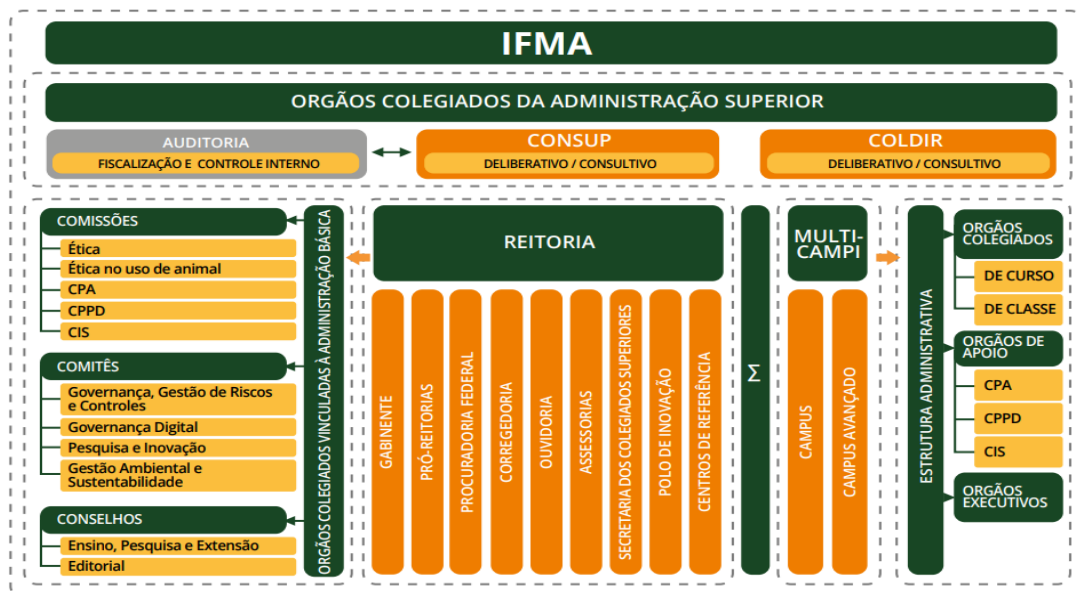 IFMA
ORGÃOS COLEGIADOS DA ADMINISTRAÇÃO SUPERIOR
AUDITORIA
FISCALIZAÇÃO E CONTROLE INTERNO
CONSUP
DELIBERATIVO / CONSULTIVO
COLDIR
DELIBERATIVO / CONSULTIVO
COMISSÕES
Ética
Ética no uso de animal
CPA
CPPD
CIS
COMITÊS
Governança, Gestão de Riscos
e Controles
Governança Digital
Pesquisa e Inovação
Gestão Ambiental e
Sustentabilidade
CONSELHOS
Ensino, Pesquisa e Extensão
Editorial
ORGÃOS COLEGIADOS VINCULADAS À ADMINISTRAÇÃO BÁSICA
REITORIA
GABINENTE
PRÓ-REITORIAS
PROCURADORIA FEDERAL
CORREGEDORIA
OUVIDORIA
ASSESSORIAS
SECRETARIA DOS COLEGIADOS SUPERIORES
POLO DE INOVAÇÃO
CENTROS DE REFERÊNCIA
Σ
MULTI-
CAMPI
CAMPUS
CAMPUS AVANÇADO
ESTRUTURA ADMINISTRATIVA
ORGÃOS
COLEGIADOS
DE CURSO
DE CLASSE
ORGÃOS DE
APOIO
CPA
CPPD
CIS
ORGÃOS
EXECUTIVOS